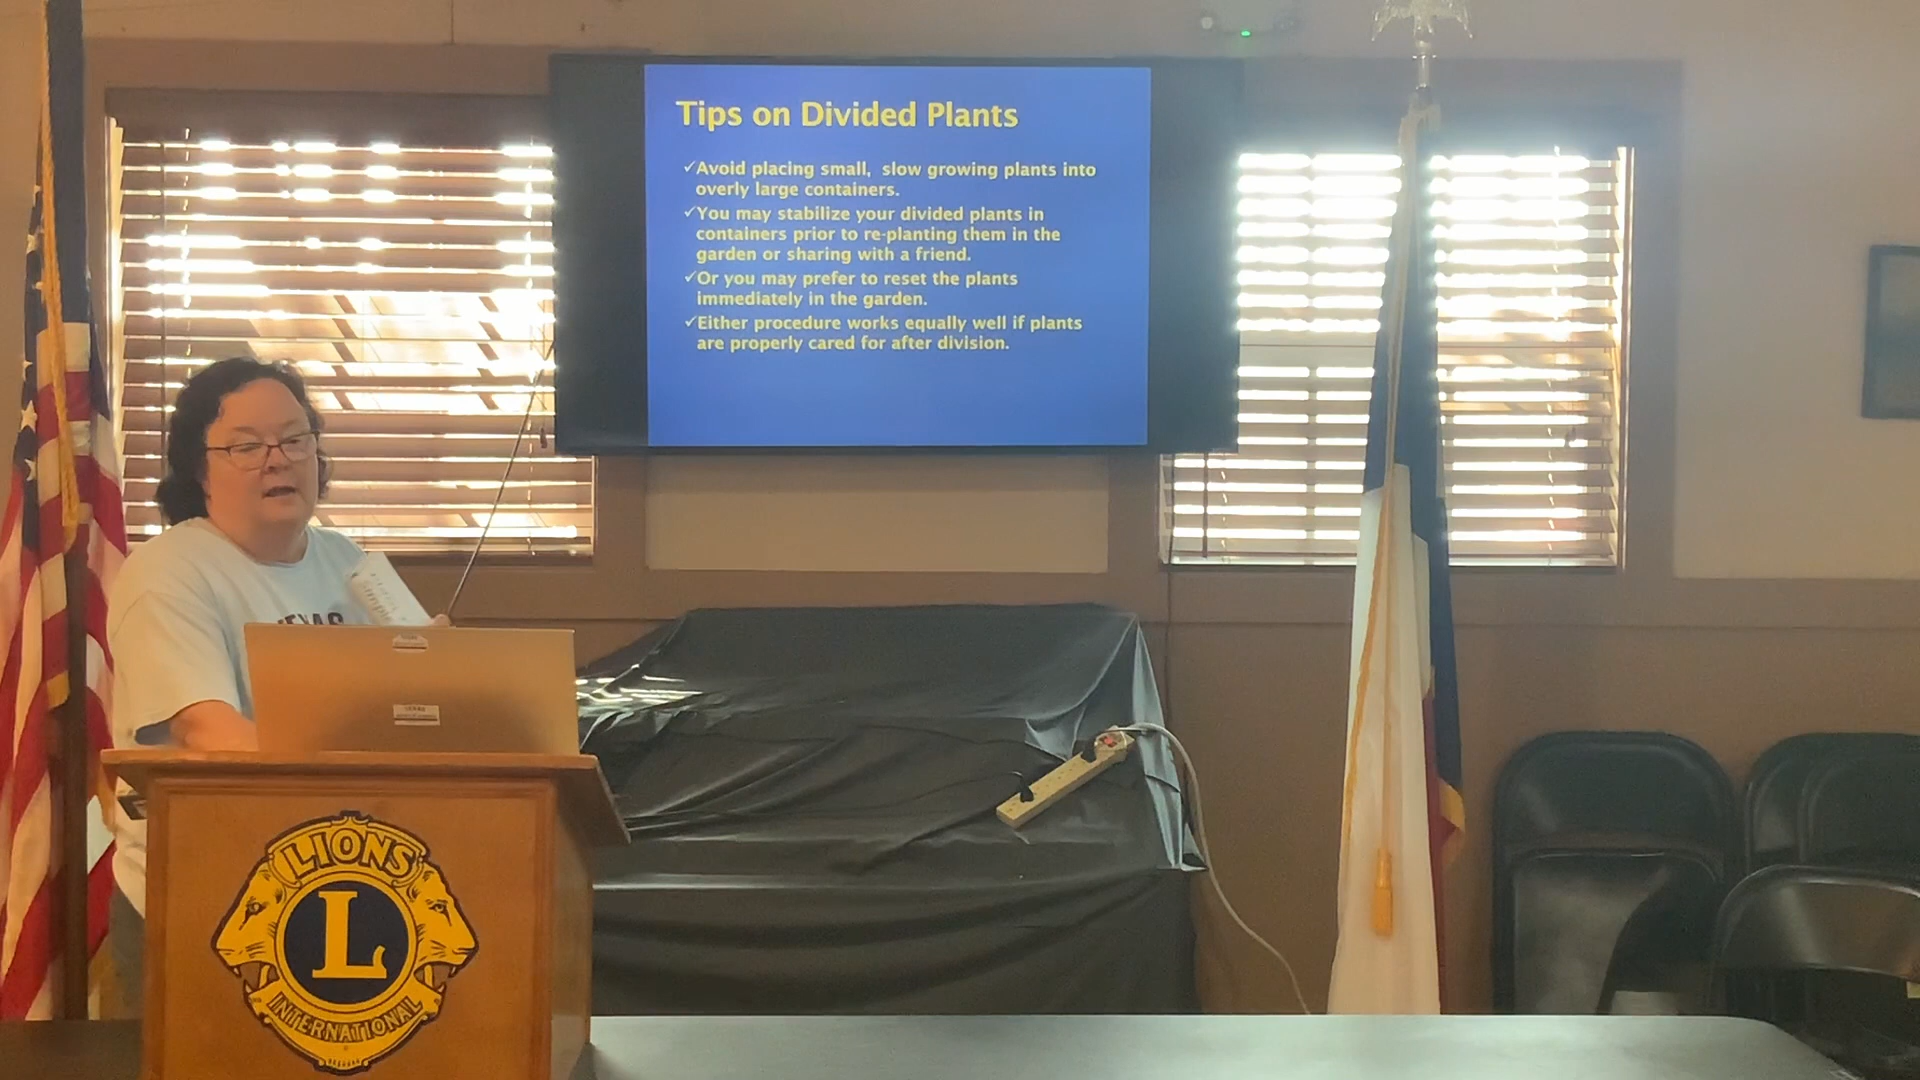 Tips on Divided Plants
✓Avoid placing small, slow growing plants into
overly large containers.
✓You may stabilize your divided plants in
containers prior to re-planting them in the
garden or sharing with a friend.
✓Or you may prefer to reset the plants
immediately in the garden.
✓Either procedure works equally well if plants
are properly cared for after division.
TEXAS
LIONS
L
INTERNATIONAL